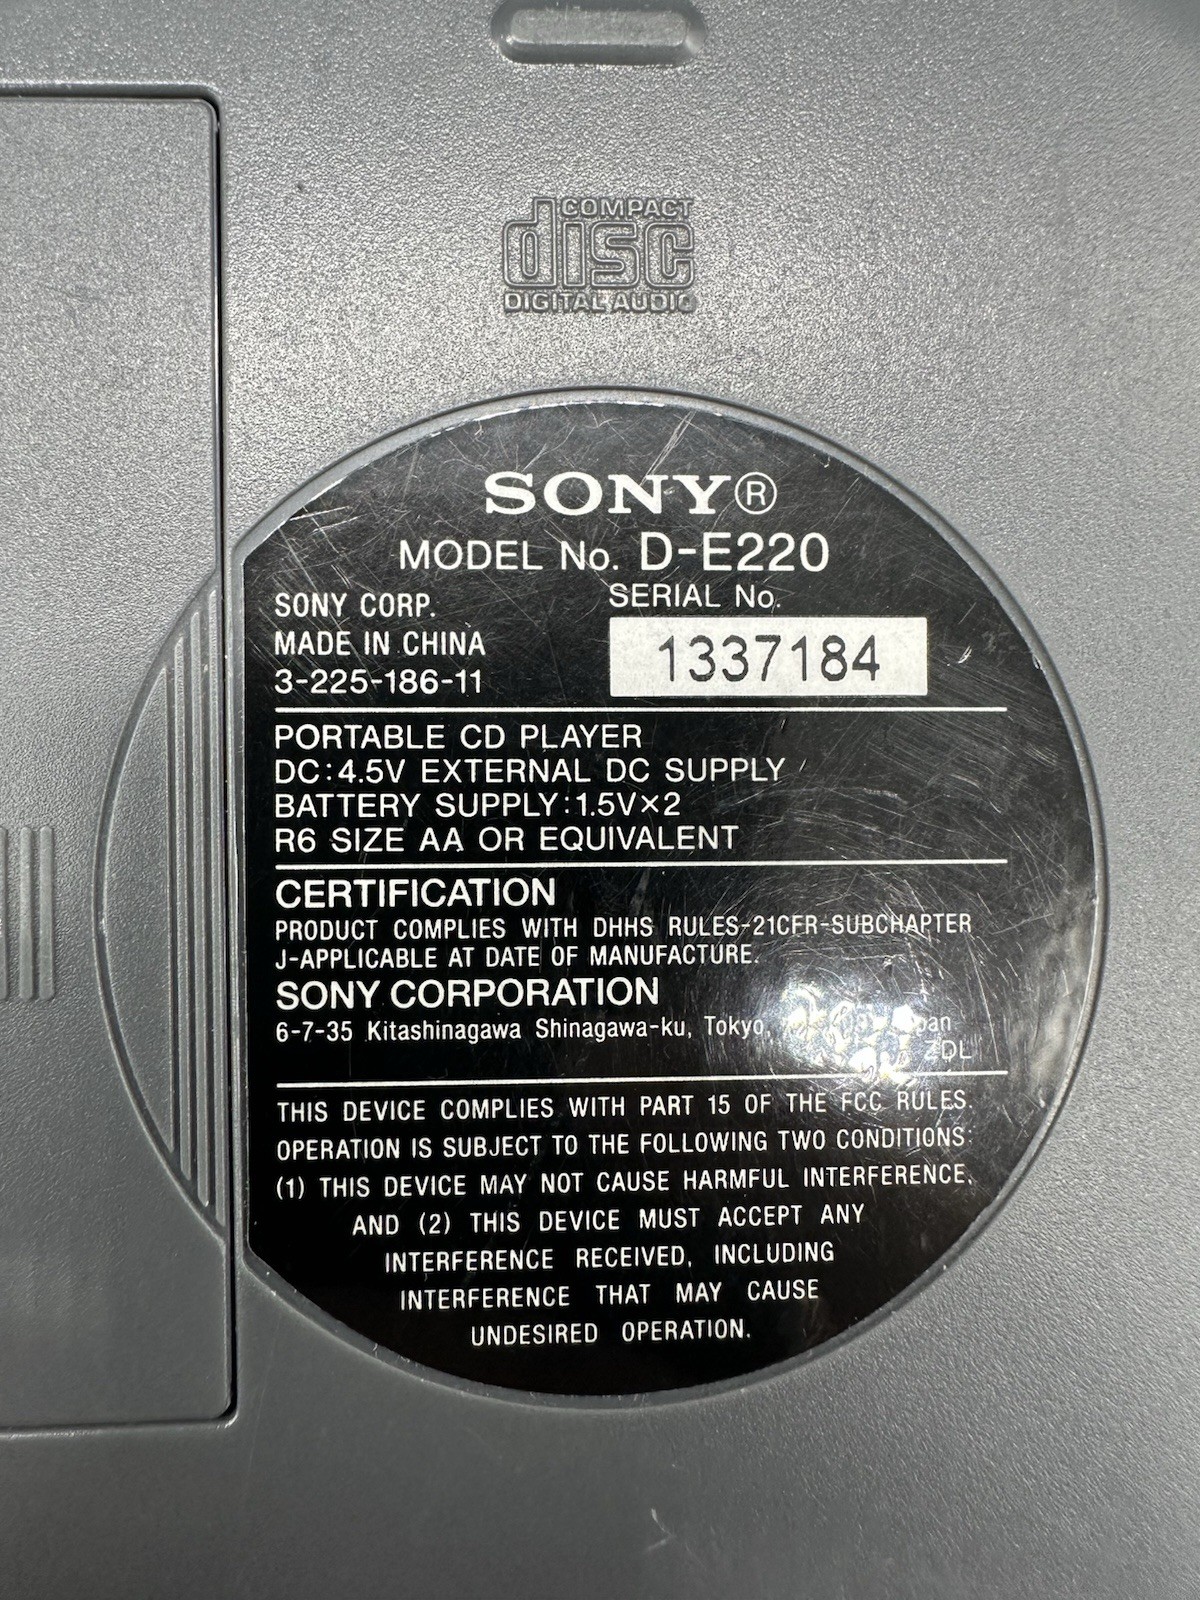 COMPACT
disc
DIGITAL AUDIO
SONY®
MODEL No. D-E220
SONY CORP.
MADE IN CHINA
3-225-186-11
SERIAL No.
1337184
PORTABLE CD PLAYER
DC:4.5V EXTERNAL DC SUPPLY
BATTERY SUPPLY:1.5V×2
R6 SIZE AA OR EQUIVALENT
CERTIFICATION
PRODUCT COMPLIES WITH DHHS RULES-21CFR-SUBCHAPTER
J-APPLICABLE AT DATE OF MANUFACTURE.
SONY CORPORATION
6-7-35 Kitashinagawa Shinagawa-ku, Tokyo,
ZDL
THIS DEVICE COMPLIES WITH PART 15 OF THE FCC RULES.
OPERATION IS SUBJECT TO THE FOLLOWING TWO CONDITIONS:
(1) THIS DEVICE MAY NOT CAUSE HARMFUL INTERFERENCE,
AND (2) THIS DEVICE MUST ACCEPT ANY
INTERFERENCE RECEIVED, INCLUDING
INTERFERENCE THAT MAY CAUSE
UNDESIRED OPERATION.